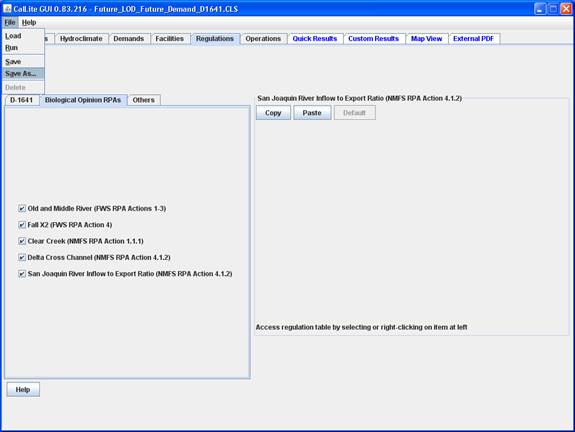 CalLite GUI 0.83.216 - Future_LOD_Future_Demand_D1641.CLS
File Help
Load
Run
Save
Save As...
Delete
s Hydroclimate Demands Facilities Regulations Operations Quick Results Custom Results Map View External PDF
D-1641 Biological Opinion RPAs Others
Old and Middle River (FWS RPA Actions 1-3)
Fall X2 (FWS RPA Action 4)
Clear Creek (NMFS RPA Action 1.1.1)
Delta Cross Channel (NMFS RPA Action 4.1.2)
San Joaquin River Inflow to Export Ratio (NMFS RPA Action 4.1.2)
San Joaquin River Inflow to Export Ratio (NMFS RPA Action 4.1.2)
Copy Paste Default
Access regulation table by selecting or right-clicking on item at left
Help